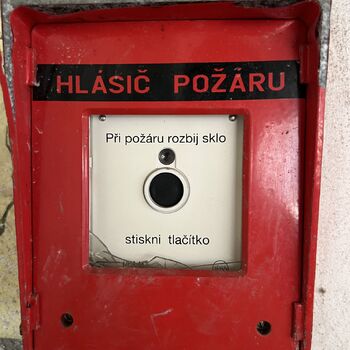 HLÁSIČ POŽÁRU
Při požáru rozbij sklo
stiskni tlačítko